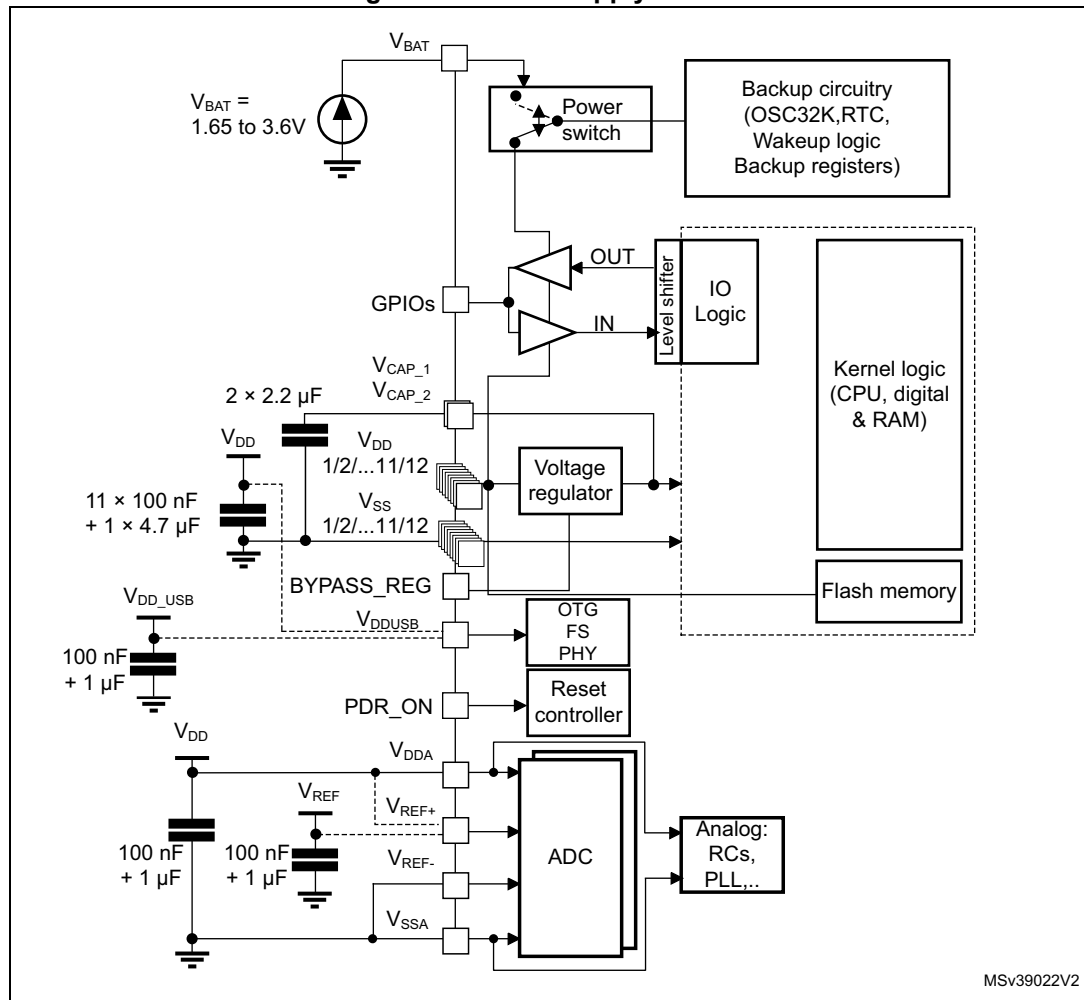 VBAT
VBAT =
1.65 to 3.6V
Power
switch
Backup circuitry
(OSC32K,RTC,
Wakeup logic
Backup registers)
OUT
GPIOs
IN
Level shifter
IO
Logic
Kernel logic
(CPU, digital
& RAM)
VCAP_1
VCAP_2
2 × 2.2 µF
VDD
VDD
1/2/...11/12
Voltage
regulator
11 × 100 nF
+ 1 × 4.7 µF
VSS
1/2/...11/12
BYPASS_REG
Flash memory
VDD_USB
VDDUSB
OTG
FS
PHY
100 nF
+ 1 µF
PDR_ON
Reset
controller
VDD
VDDA
VREF
VREF+
ADC
Analog:
RCs,
PLL,..
100 nF
+ 1 µF
100 nF
+ 1 µF
VREF-
VSSA
MSv39022V2